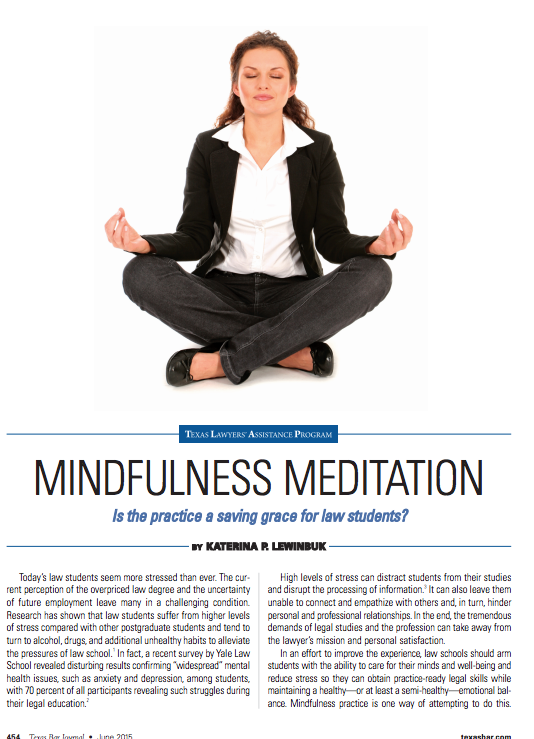 TEXAS LAWYERS' ASSISTANCE PROGRAM
MINDFULNESS MEDITATION
Is the practice a saving grace for law students?
BY KATERINA P. LEWINBUK
Today's law students seem more stressed than ever. The cur-
rent perception of the overpriced law degree and the uncertainty
of future employment leave many in a challenging condition.
Research has shown that law students suffer from higher levels
of stress compared with other postgraduate students and tend to
turn to alcohol, drugs, and additional unhealthy habits to alleviate
the pressures of law school.1 In fact, a recent survey by Yale Law
School revealed disturbing results confirming "widespread" mental
health issues, such as anxiety and depression, among students,
with 70 percent of all participants revealing such struggles during
their legal education.2
High levels of stress can distract students from their studies
and disrupt the processing of information.3 It can also leave them
unable to connect and empathize with others and, in turn, hinder
personal and professional relationships. In the end, the tremendous
demands of legal studies and the profession can take away from
the lawyer's mission and personal satisfaction.
In an effort to improve the experience, law schools should arm
students with the ability to care for their minds and well-being and
reduce stress so they can obtain practice-ready legal skills while
maintaining a healthy—or at least a semi-healthy—emotional bal-
ance. Mindfulness practice is one way of attempting to do this.
454 Texas Bar Journal • June 2015
texasbar.com